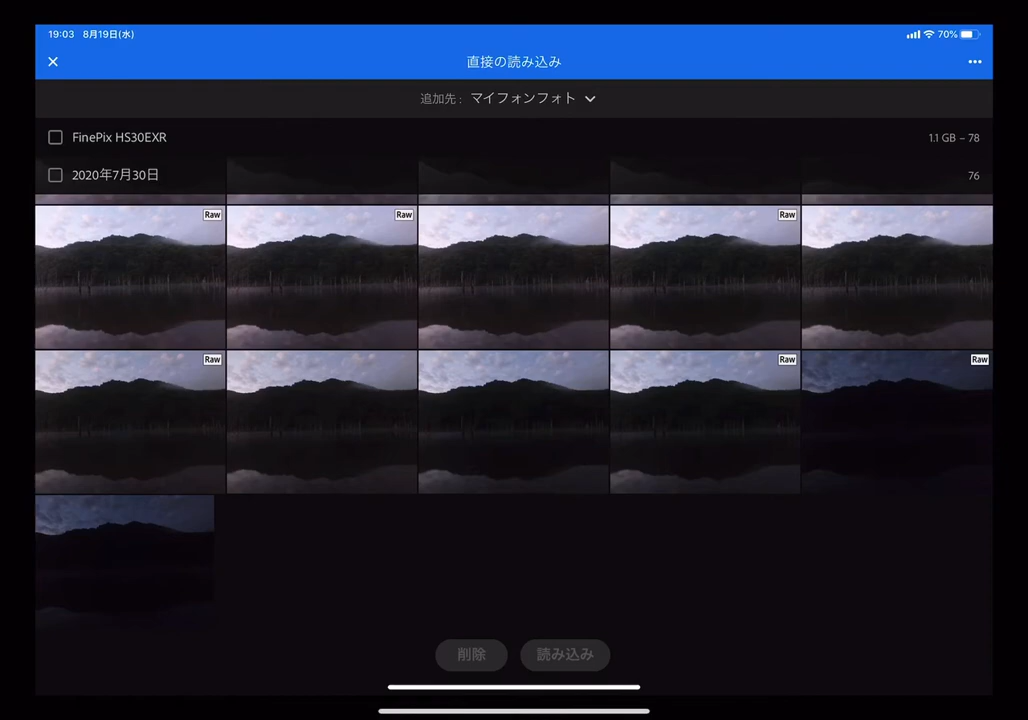 19:03 8月19日(水)
70%
直接の読み込み
追加先 : マイフォンフォト
FinePix HS30EXR
1.1 GB – 78
2020年7月30日
76
Raw Raw Raw
Raw Raw Raw
削除 読み込み